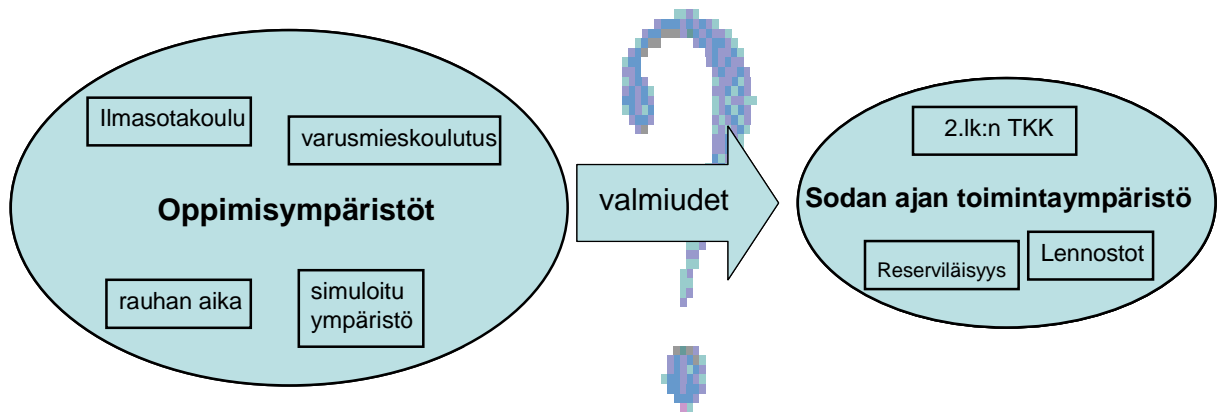 Ilmasotakoulu
varusmieskoulutus
Oppimisympäristöt
rauhan aika
simuloitu
ympäristö
valmiudet
2.lk:n TKK
Sodan ajan toimintaympäristö
Reserviläisyys
Lennostot